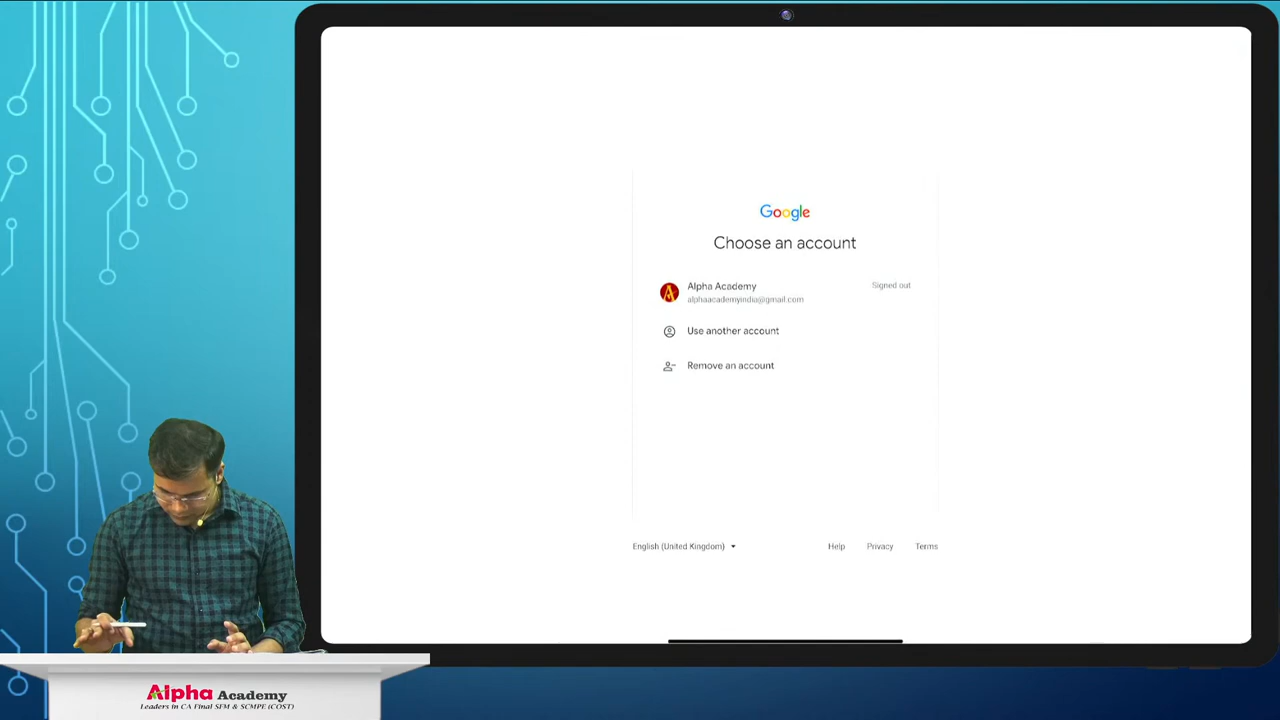 Google
Choose an account
Alpha Academy
alphaacademyindia@gmail.com
Signed out
Use another account
Remove an account
English (United Kingdom)
Help
Privacy
Terms
Alpha Academy
Leaders in CA Final SFM & SCMPE (COST)